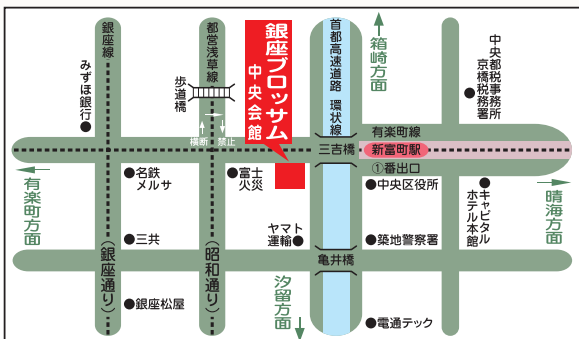 銀座線
みずほ銀行
都営浅草線
歩道橋
横断 禁止
銀座ブロッサム
中央会館
首都高速道路 環状線
箱崎方面
中央都税事務所
京橋税務署
有楽町線
三吉橋
新富町駅
①番出口
有楽町方面
名鉄
メルサ
富士
火災
中央区役所
キャピタル
ホテル本館
晴海方面
三共
(銀座通り)
(昭和通り)
ヤマト
運輸
築地警察署
亀井橋
銀座松屋
汐留方面
電通テック